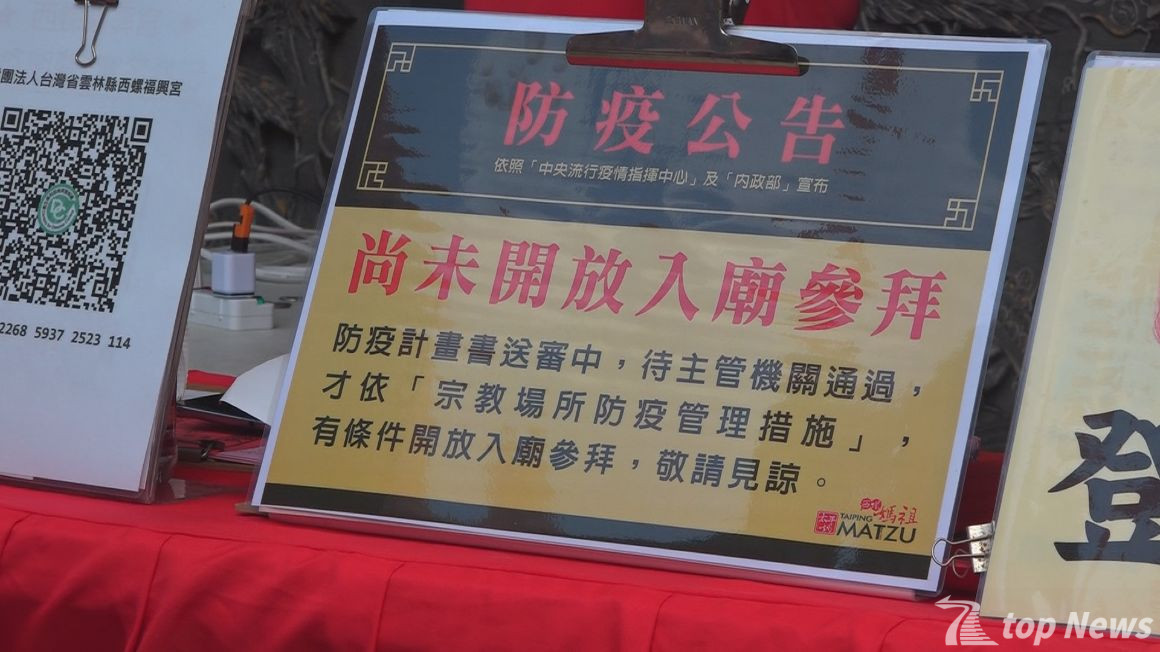 團法人台灣省雲林縣西螺福興宮
2268 5937 2523 114
防疫公告
依照「中央流行疫情指揮中心」及「內政部」宣布
尚未開放入廟參拜
防疫計畫書送審中，待主管機關通過，
才依「宗教場所防疫管理措施」，
有條件開放入廟參拜，敬請見諒。
西螺媽祖
太平媽
TAIPING
MATZU
登
top News